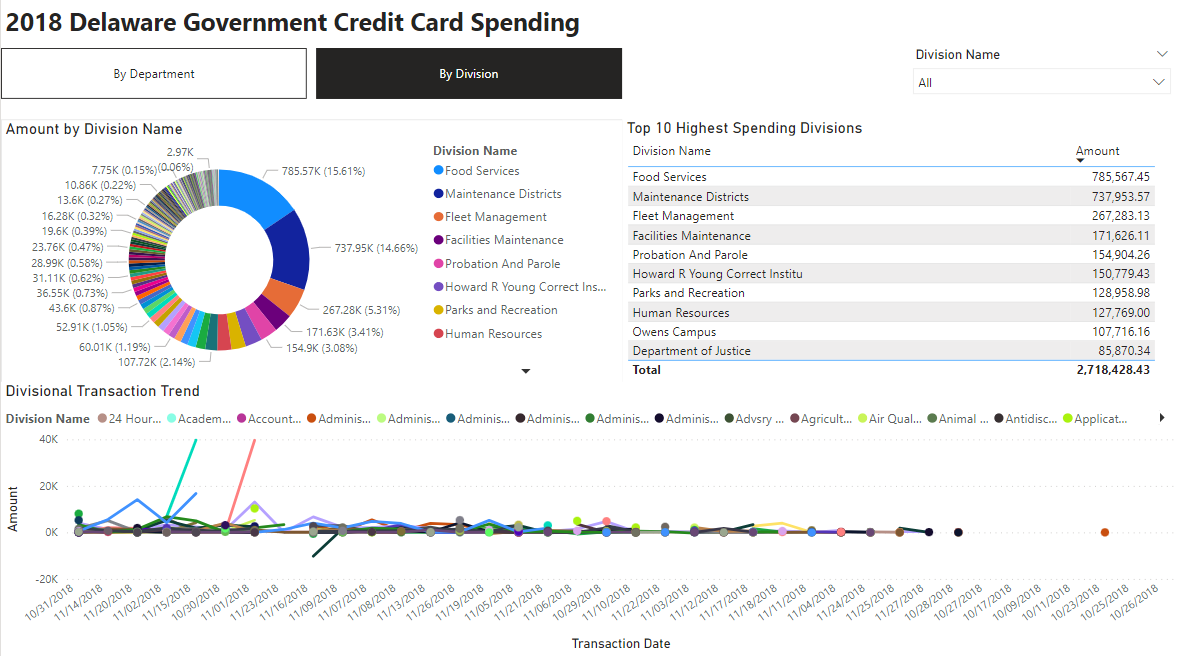 2018 Delaware Government Credit Card Spending
By Department
By Division
Division Name
All
Amount by Division Name
2.97K
(0.06%)
7.75K (0.15%)
10.86K (0.22%)
13.6K (0.27%)
16.28K (0.32%)
19.6K (0.39%)
23.76K (0.47%)
28.99K (0.58%)
31.11K (0.62%)
36.55K (0.73%)
43.6K (0.87%)
52.91K (1.05%)
60.01K (1.19%)
107.72K (2.14%)
785.57K (15.61%)
737.95K (14.66%)
267.28K (5.31%)
171.63K (3.41%)
154.9K (3.08%)
Division Name
Food Services
Maintenance Districts
Fleet Management
Facilities Maintenance
Probation And Parole
Howard R Young Correct Ins...
Parks and Recreation
Human Resources
Top 10 Highest Spending Divisions
Division Name Amount
Food Services 785,567.45
Maintenance Districts 737,953.57
Fleet Management 267,283.13
Facilities Maintenance 171,626.11
Probation And Parole 154,904.26
Howard R Young Correct Institu 150,779.43
Parks and Recreation 128,958.98
Human Resources 127,769.00
Owens Campus 107,716.16
Department of Justice 85,870.34
Total 2,718,428.43
Divisional Transaction Trend
Division Name 24 Hour... Academ... Account... Adminis... Adminis... Adminis... Adminis... Adminis... Adminis... Advsry ... Agricult... Air Qual... Animal ... Antidisc... Applicat...
Amount
40K
20K
0K
-20K
10/31/2018 11/14/2018 11/20/2018 11/02/2018 11/15/2018 10/30/2018 11/01/2018 11/23/2018 11/16/2018 11/09/2018 11/07/2018 11/08/2018 11/13/2018 11/26/2018 11/19/2018 11/05/2018 11/21/2018 11/06/2018 10/29/2018 11/10/2018 11/22/2018 11/03/2018 11/12/2018 11/17/2018 11/18/2018 11/11/2018 11/04/2018 11/24/2018 11/25/2018 11/27/2018 10/28/2018 10/27/2018 10/17/2018 10/09/2018 10/11/2018 10/23/2018 10/25/2018 10/26/2018
Transaction Date